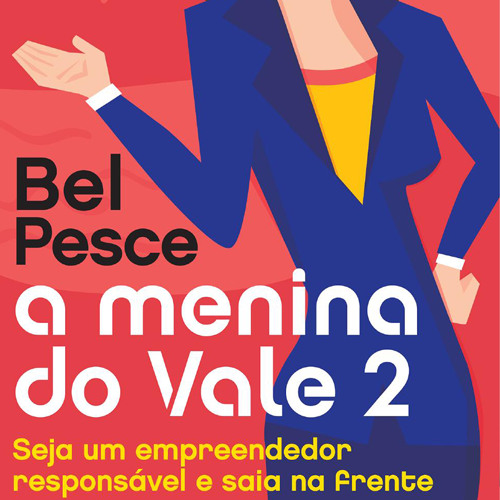 Bel
Pesce
a menina
do Vale 2
Seja um empreendedor
responsável e saia na frente